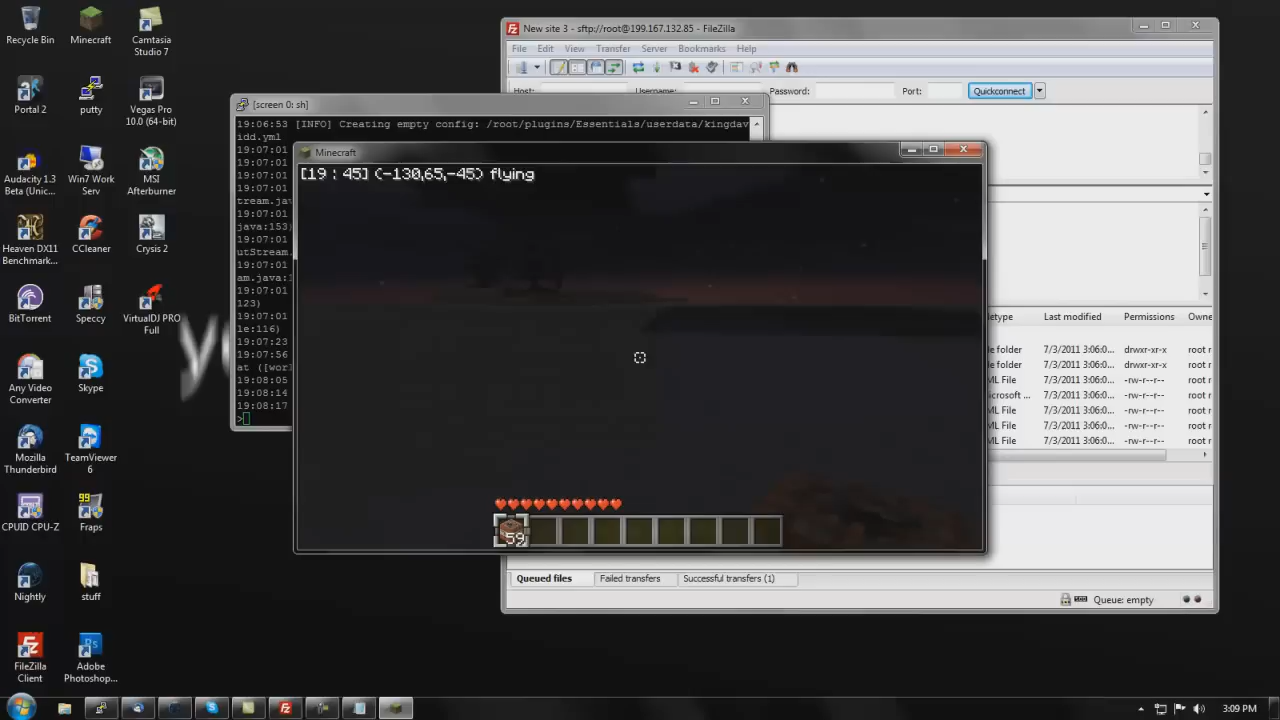 Recycle Bin
Minecraft
Camtasia
Studio 7
Portal 2
putty
Vegas Pro
10.0 (64-bit)
Audacity 1.3
Beta (Unic...
Win7 Work
Serv
MSI
Afterburner
Heaven DX11
Benchmark...
CCleaner
Crysis 2
BitTorrent
Speccy
VirtualDJ PRO
Full
Any Video
Converter
Skype
Mozilla
Thunderbird
TeamViewer
6
CPUID CPU-Z
Fraps
Nightly
stuff
FileZilla
Client
Adobe
Photoshop...
New site 3 - sftp://root@199.167.132.85 - FileZilla
File Edit View Transfer Server Bookmarks Help
Host: Username: Password: Port: Quickconnect
[screen 0: sh]
19:06:53 [INFO] Creating empty config: /root/plugins/Essentials/userdata/kingdav
idd.yml
19:07:01
19:07:01
19:07:01
19:07:01
tream.jav
19:07:01
java:153)
19:07:01
utStream.
19:07:01
am.java:
19:07:01
123)
19:07:01
le:116)
19:07:23
19:07:56
at ([wor
19:08:05
19:08:14
19:08:17
>
Minecraft
[19 : 45] (-130,65,-45) flying
59
letype Last modified Permissions Owne
le folder 7/3/2011 3:06:0... drwxr-xr-x root r
le folder 7/3/2011 3:06:0... drwxr-xr-x root r
ML File 7/3/2011 3:06:0... -rw-r--r-- root r
icrosoft ... 7/3/2011 3:06:0... -rw-r--r-- root r
ML File 7/3/2011 3:06:0... -rw-r--r-- root r
ML File 7/3/2011 3:06:0... -rw-r--r-- root r
ML File 7/3/2011 3:06:0... -rw-r--r-- root r
Queued files Failed transfers Successful transfers (1)
Queue: empty
3:09 PM